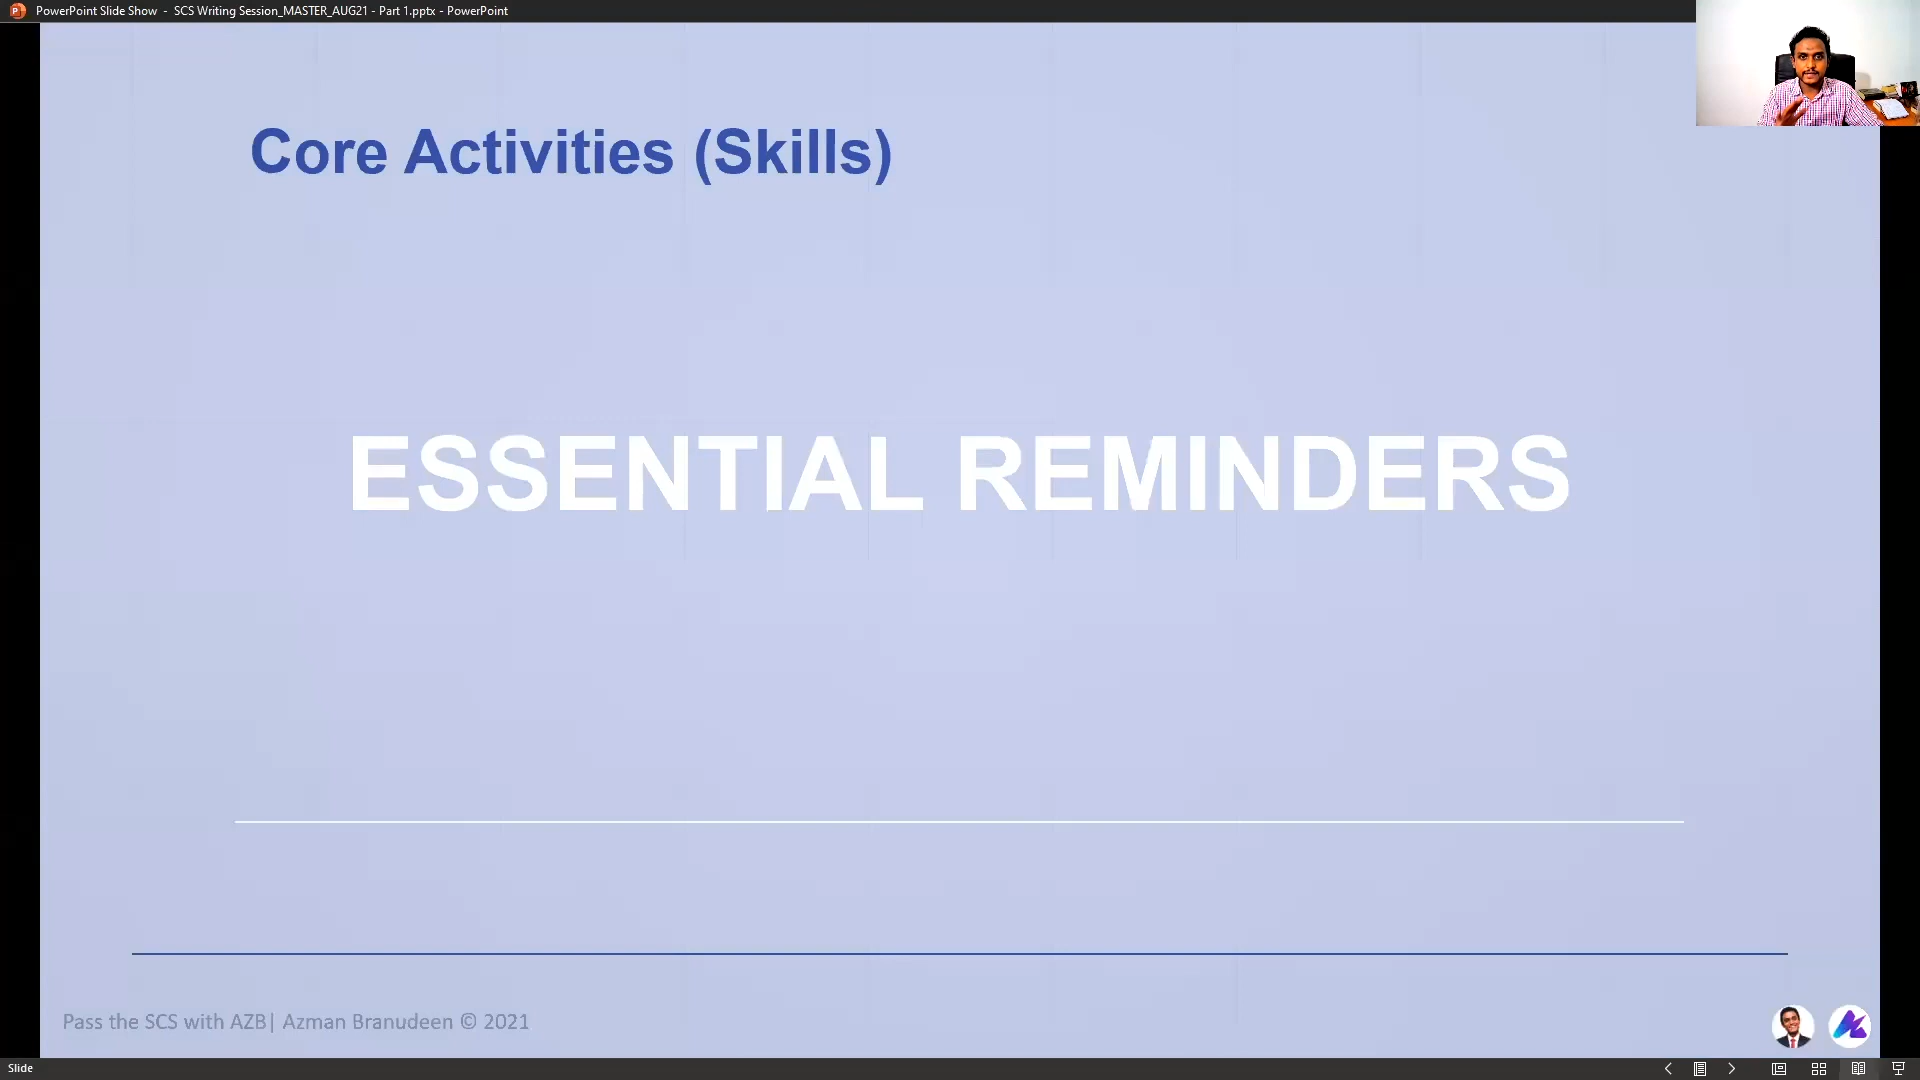 PowerPoint Slide Show - SCS Writing Session_MASTER_AUG21 - Part 1.pptx - PowerPoint
Core Activities (Skills)
ESSENTIAL REMINDERS
Pass the SCS with AZB| Azman Branudeen © 2021
Slide